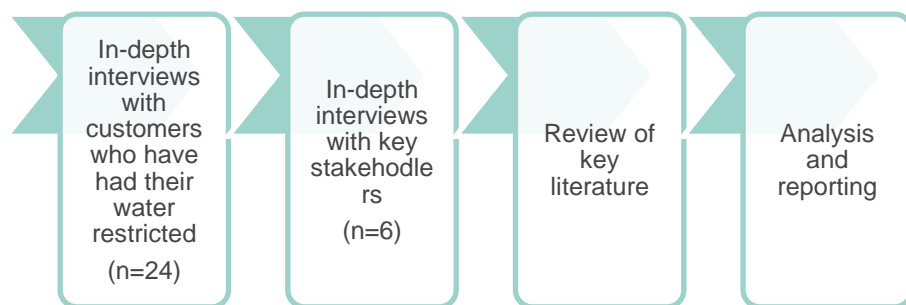 In-depth
interviews
with
customers
who have
had their
water
restricted
(n=24)
In-depth
interviews
with key
stakehodle
rs
(n=6)
Review of
key
literature
Analysis
and
reporting